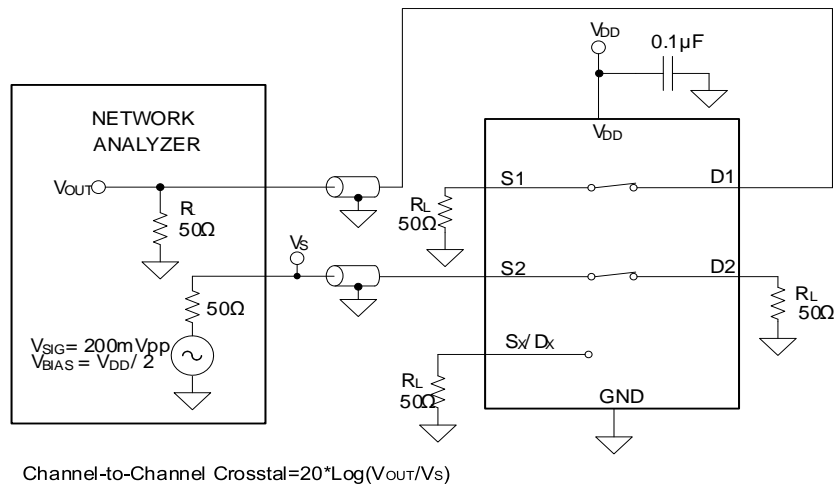 VDD
0.1µF
NETWORK
ANALYZER
VDD
VOUT
S1
D1
R
50Ω
RL
50Ω
VS
S2
D2
50Ω
RL
50Ω
VSIG= 200mVpp
VBIAS = VDD/ 2
SX/DX
RL
50Ω
GND
Channel-to-Channel Crosstal=20*Log(VOUT/VS)